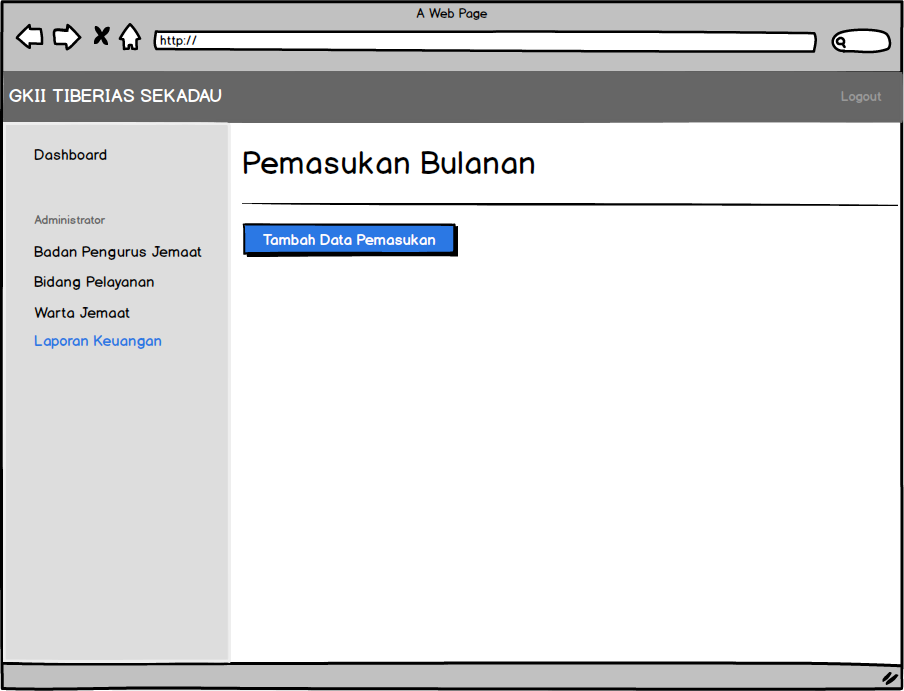 A Web Page
http://
GKII TIBERIAS SEKADAU
Logout
Dashboard
Administrator
Badan Pengurus Jemaat
Bidang Pelayanan
Warta Jemaat
Laporan Keuangan
Pemasukan Bulanan
Tambah Data Pemasukan